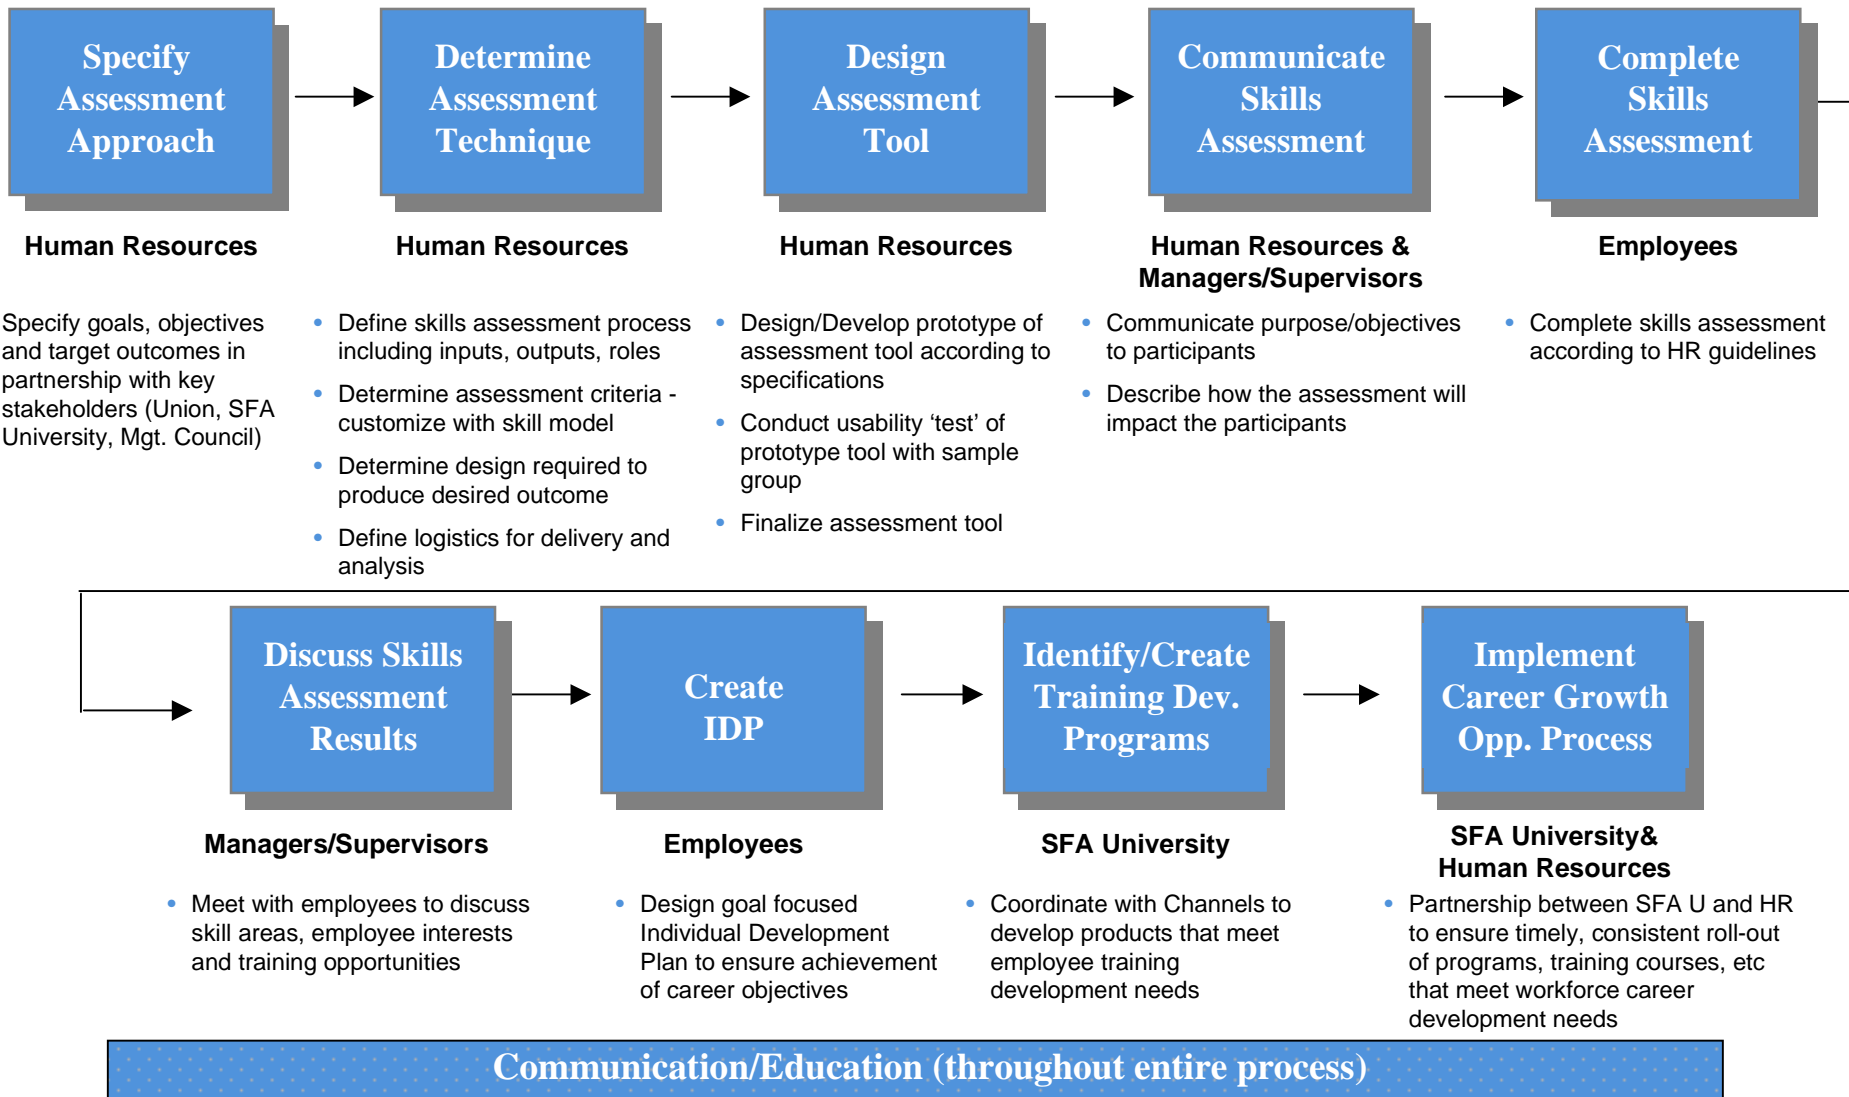 Specify
Assessment
Approach
Determine
Assessment
Technique
Design
Assessment
Tool
Communicate
Skills
Assessment
Complete
Skills
Assessment
Human Resources
Human Resources
Human Resources
Human Resources &
Managers/Supervisors
Employees
Specify goals, objectives
and target outcomes in
partnership with key
stakeholders (Union, SFA
University, Mgt. Council)
• Define skills assessment process
including inputs, outputs, roles
• Determine assessment criteria -
customize with skill model
• Determine design required to
produce desired outcome
• Define logistics for delivery and
analysis
• Design/Develop prototype of
assessment tool according to
specifications
• Conduct usability ‘test’ of
prototype tool with sample
group
• Finalize assessment tool
• Communicate purpose/objectives
to participants
• Describe how the assessment will
impact the participants
• Complete skills assessment
according to HR guidelines
Discuss Skills
Assessment
Results
Create
IDP
Identify/Create
Training Dev.
Programs
Implement
Career Growth
Opp. Process
Managers/Supervisors
Employees
SFA University
SFA University&
Human Resources
• Meet with employees to discuss
skill areas, employee interests
and training opportunities
• Design goal focused
Individual Development
Plan to ensure achievement
of career objectives
• Coordinate with Channels to
develop products that meet
employee training
development needs
• Partnership between SFA U and HR
to ensure timely, consistent roll-out
of programs, training courses, etc
that meet workforce career
development needs
Communication/Education (throughout entire process)